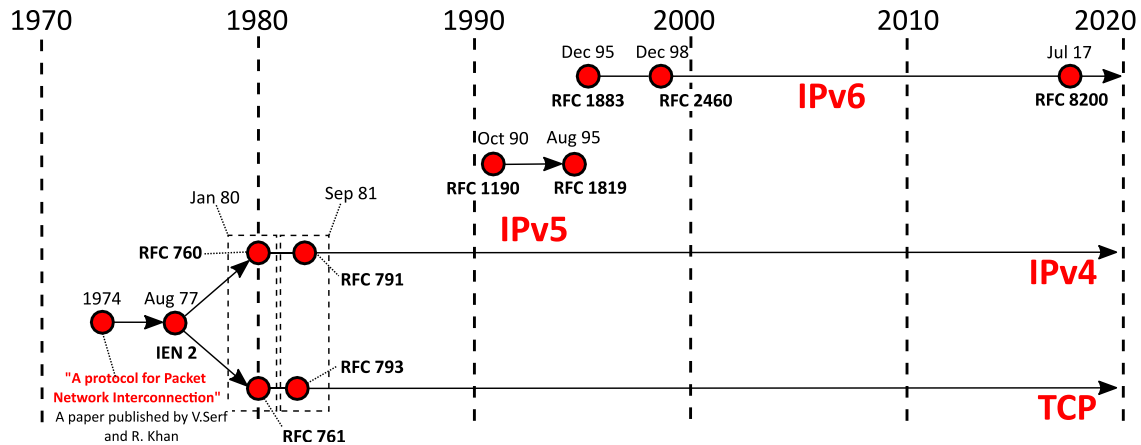 1970 1980 1990 2000 2010 2020
Dec 95 Dec 98 Jul 17
RFC 1883 RFC 2460 IPv6 RFC 8200
Oct 90 Aug 95
RFC 1190 RFC 1819
Jan 80 Sep 81
IPv5
RFC 760
RFC 791 IPv4
1974 Aug 77
IEN 2
RFC 793
"A protocol for Packet
Network Interconnection"
A paper published by V.Serf
and R. Khan
TCP
RFC 761